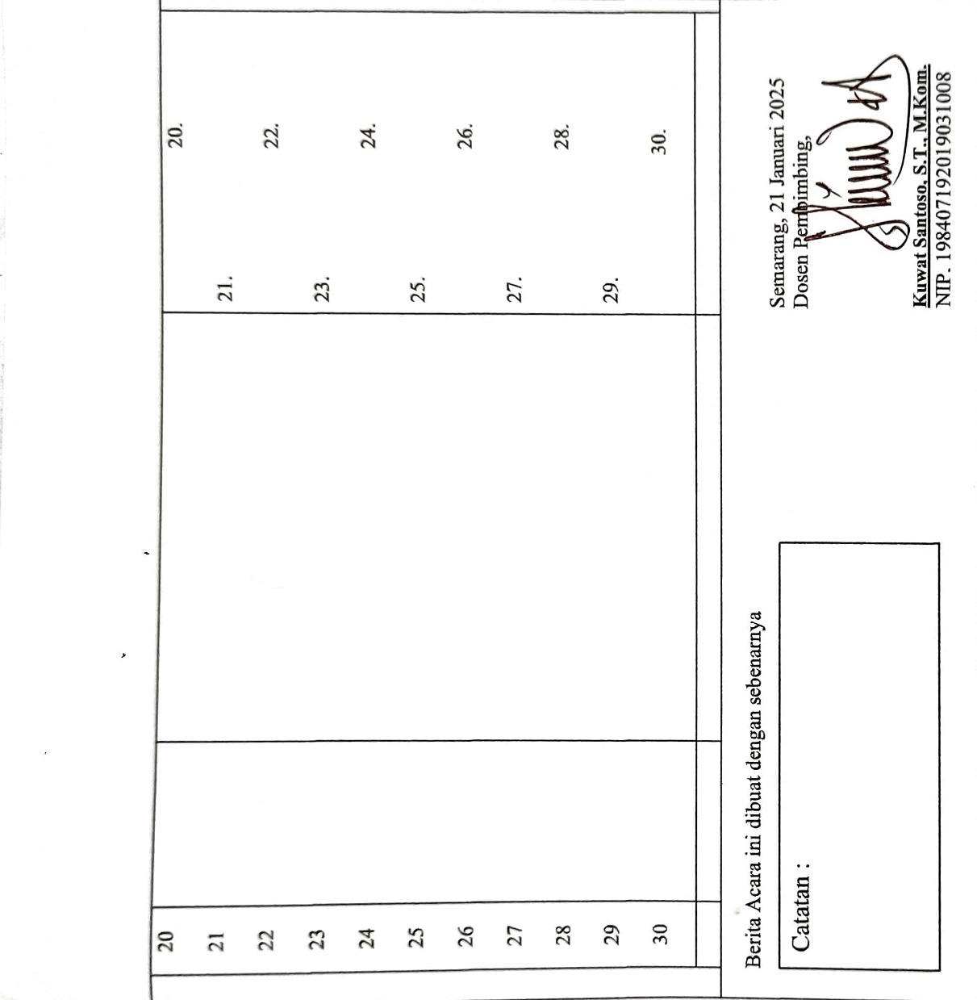 20 20.
21 21.
22 22.
23 23.
24 24.
25 25.
26 26.
27 27.
28 28.
29 29.
30 30.
Berita Acara ini dibuat dengan sebenarnya
Semarang, 21 Januari 2025
Dosen Pembimbing,
Catatan :
Kuwat Santoso, S.T., M.Kom.
NIP. 198407192019031008